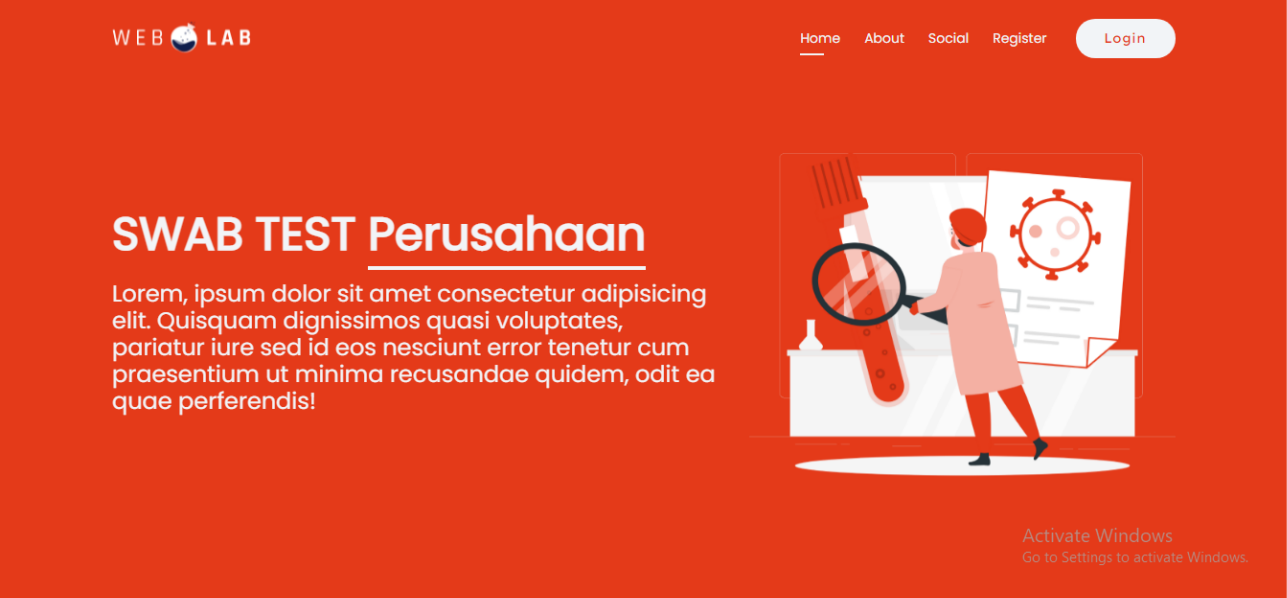 WEB LAB
Home About Social Register Login
SWAB TEST Perusahaan
Lorem, ipsum dolor sit amet consectetur adipisicing
elit. Quisquam dignissimos quasi voluptates,
pariatur iure sed id eos nesciunt error tenetur cum
praesentium ut minima recusandae quidem, odit ea
quae perferendis!
Activate Windows
Go to Settings to activate Windows.